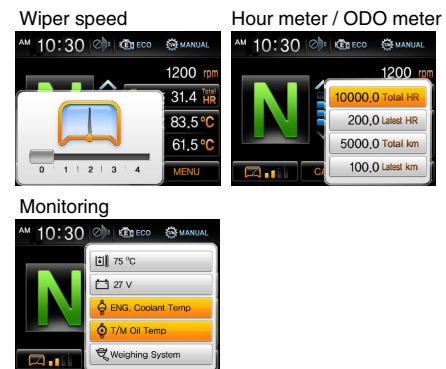 Wiper speed
AM 10:30 ECO MANUAL
1200 rpm
N
31.4 Total HR
83.5 °C
61.5 °C
0 1 2 3 4
MENU
Hour meter / ODO meter
AM 10:30 ECO MANUAL
1200 rpm
N
10000.0 Total HR
200.0 Latest HR
5000.0 Total km
100.0 Latest km
CA
Monitoring
AM 10:30 ECO MANUAL
N
75 °C
27 V
ENG. Coolant Temp
T/M Oil Temp
Weighing System